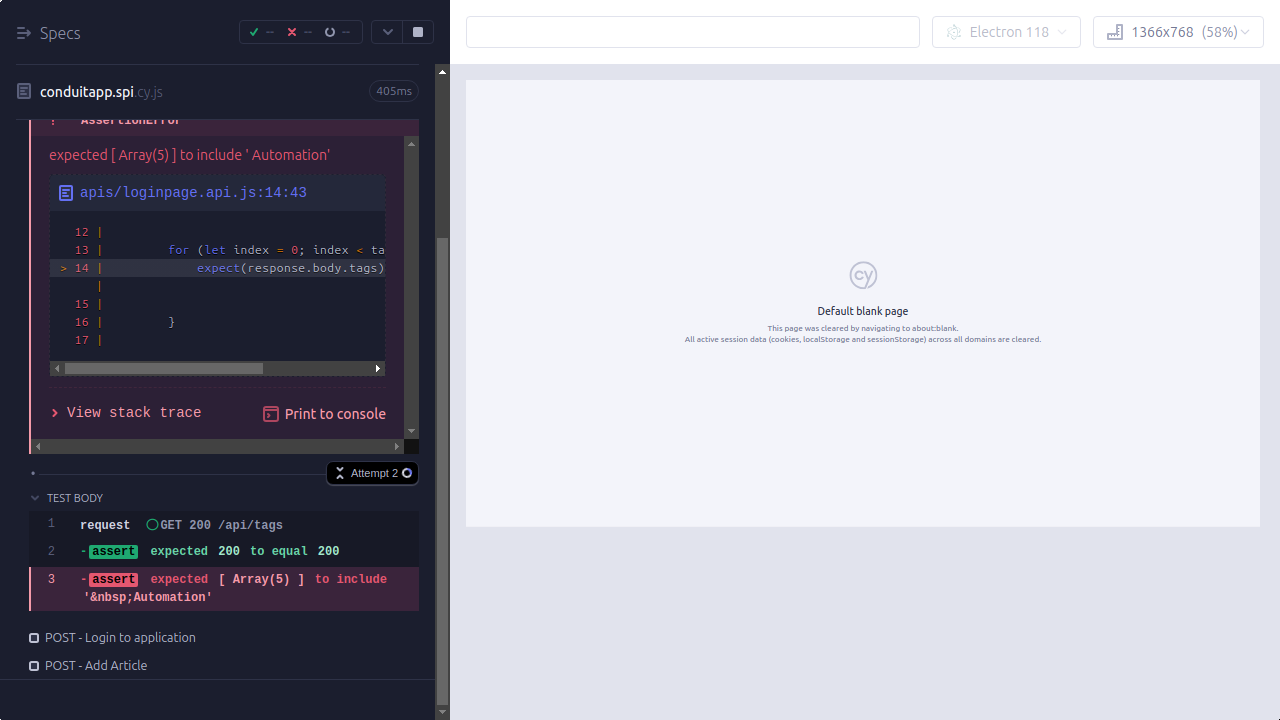 Specs
--
--
--
Electron 118
1366x768 (58%)
conduitapp.spi.cy.js
405ms
! AssertionError
expected [ Array(5) ] to include ' Automation'
apis/loginpage.api.js:14:43
12 |
13 | for (let index = 0; index < ta
> 14 | expect(response.body.tags)
|
15 |
16 | }
17 |
View stack trace
Print to console
Attempt 2
TEST BODY
1 request GET 200 /api/tags
2 -assert expected 200 to equal 200
3 -assert expected [ Array(5) ] to include
'&nbsp;Automation'
POST - Login to application
POST - Add Article
cy
Default blank page
This page was cleared by navigating to about:blank.
All active session data (cookies, localStorage and sessionStorage) across all domains are cleared.